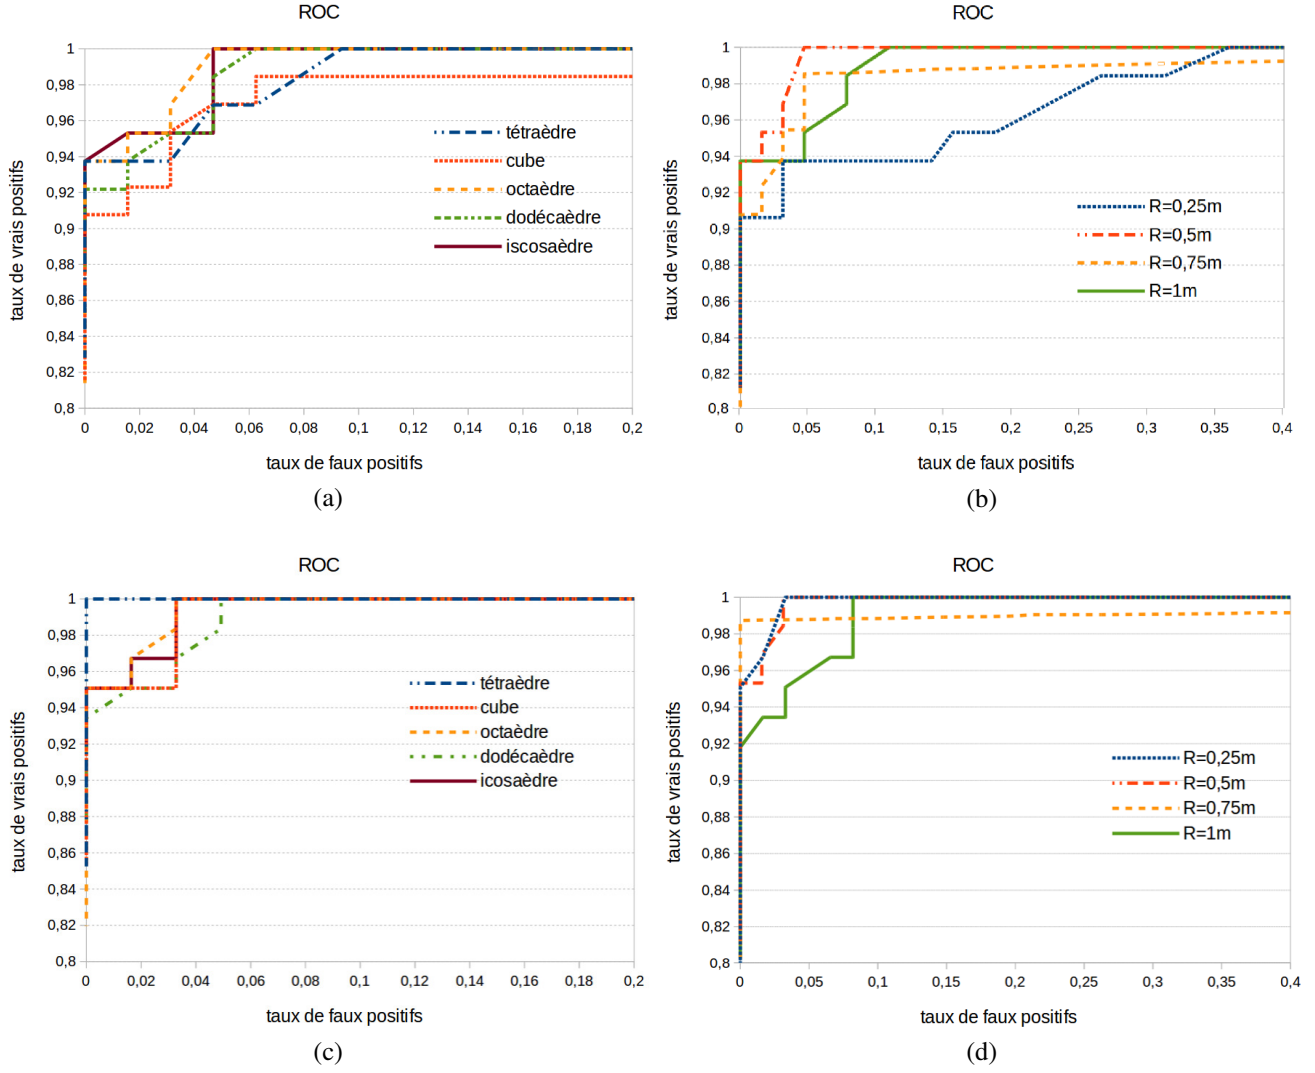 ROC
1
0,98
0,96
0,94
0,92
0,9
0,88
0,86
0,84
0,82
0,8
taux de vrais positifs
0 0,02 0,04 0,06 0,08 0,1 0,12 0,14 0,16 0,18 0,2
taux de faux positifs
tétraèdre
cube
octaèdre
dodécaèdre
iscosaèdre
(a)
ROC
1
0,98
0,96
0,94
0,92
0,9
0,88
0,86
0,84
0,82
0,8
taux de vrais positifs
0 0,05 0,1 0,15 0,2 0,25 0,3 0,35 0,4
taux de faux positifs
R=0,25m
R=0,5m
R=0,75m
R=1m
(b)
ROC
1
0,98
0,96
0,94
0,92
0,9
0,88
0,86
0,84
0,82
0,8
taux de vrais positifs
0 0,02 0,04 0,06 0,08 0,1 0,12 0,14 0,16 0,18 0,2
taux de faux positifs
tétraèdre
cube
octaèdre
dodécaèdre
icosaèdre
(c)
ROC
1
0,98
0,96
0,94
0,92
0,9
0,88
0,86
0,84
0,82
0,8
taux de vrais positifs
0 0,05 0,1 0,15 0,2 0,25 0,3 0,35 0,4
taux de faux positifs
R=0,25m
R=0,5m
R=0,75m
R=1m
(d)